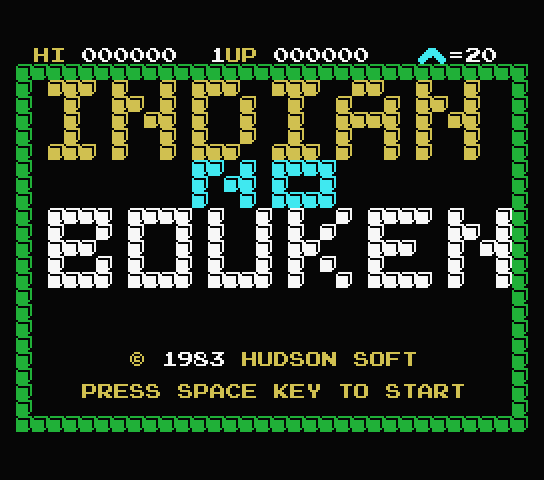 HI 000000 1UP 000000 =20
INDIAN
NO
BOUKEN
© 1983 HUDSON SOFT
PRESS SPACE KEY TO START